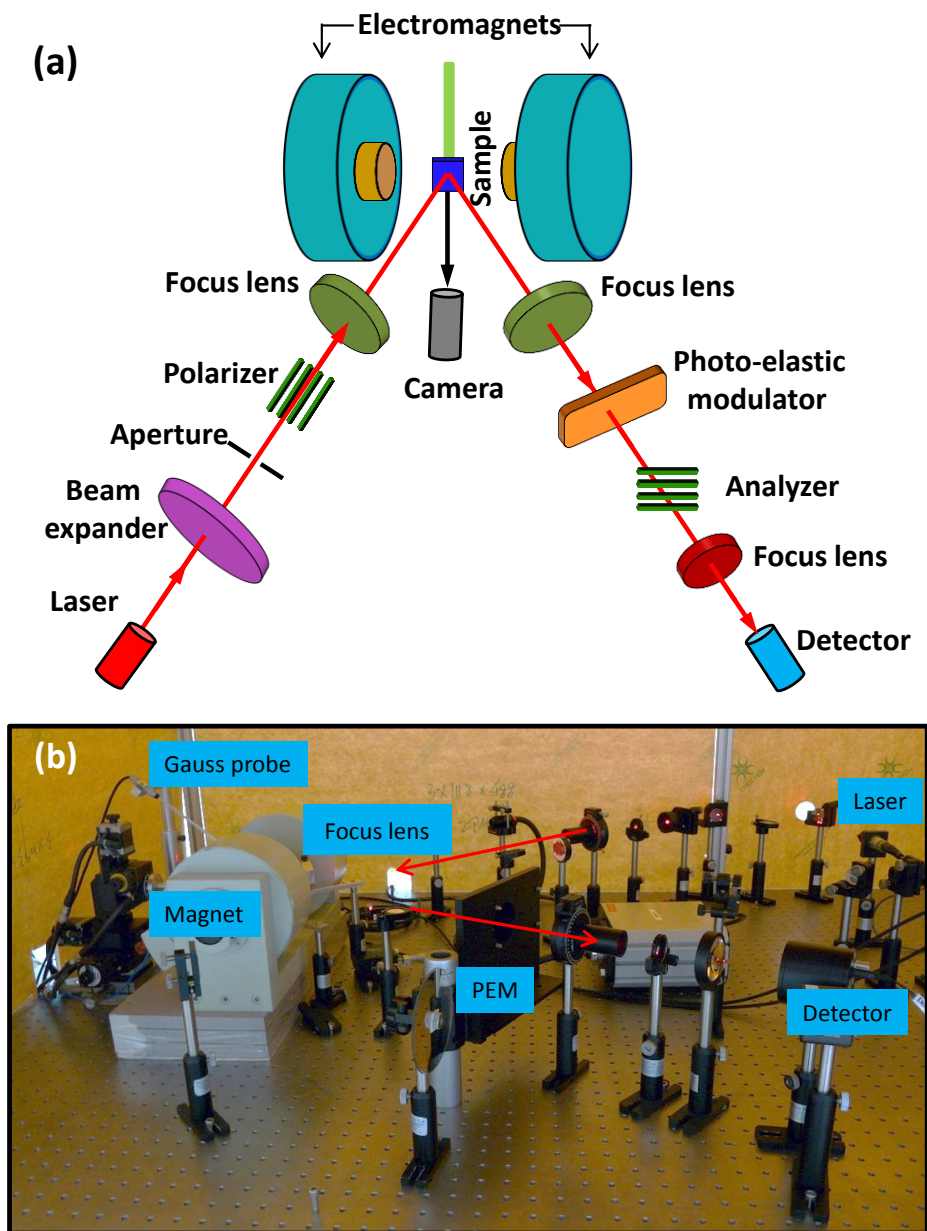 Electromagnets
(a)
Sample
Focus lens
Focus lens
Polarizer
Photo-elastic
modulator
Camera
Aperture
Beam
expander
Analyzer
Focus lens
Laser
Detector
(b)
Gauss probe
Laser
Focus lens
Magnet
PEM
Detector